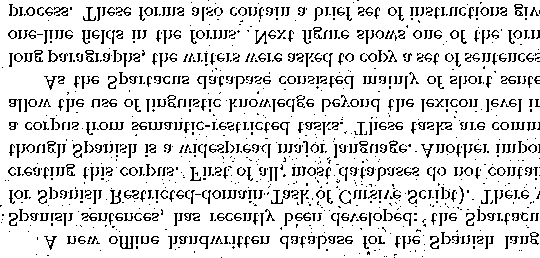 A new offline handwritten database for the Spanish lang
Spanish sentences, has recently been developed: the Spartacu
for Spanish Restricted-domain Task of Cursive Script). There
creating this corpus. First of all, most databases do not contai
though Spanish is a widespread major language. Another impor
a corpus from semantic-restricted tasks. These tasks are comm
allow the use of linguistic knowledge beyond the lexicon level in
As the Spartacus database consisted mainly of short sente
long paragraphs, the writers were asked to copy a set of sentences
one-line fields in the forms. Next figure shows one of the form
process. These forms also contain a brief set of instructions giv